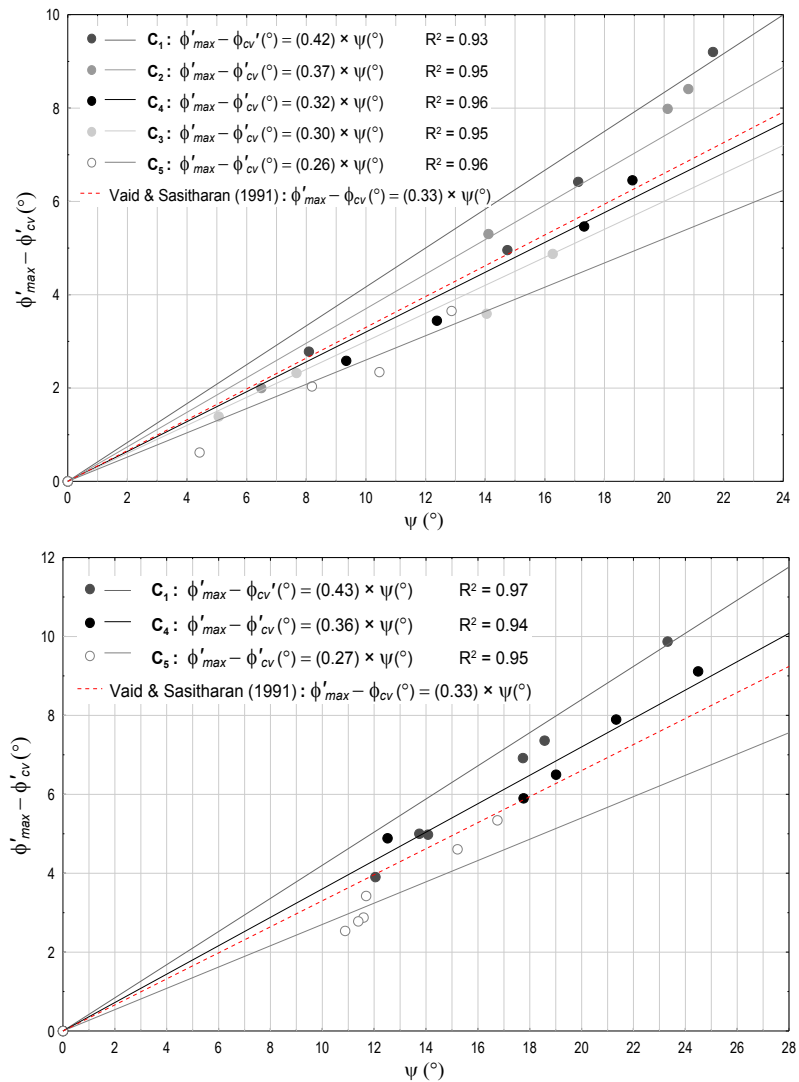 C₁ : ϕ′max – ϕcv′(°) = (0.42) × ψ(°) R² = 0.93
C₂ : ϕ′max – ϕ′cv(°) = (0.37) × ψ(°) R² = 0.95
C₄ : ϕ′max – ϕ′cv(°) = (0.32) × ψ(°) R² = 0.96
C₃ : ϕ′max – ϕ′cv(°) = (0.30) × ψ(°) R² = 0.95
C₅ : ϕ′max – ϕ′cv(°) = (0.26) × ψ(°) R² = 0.96
Vaid & Sasitharan (1991) : ϕ′max – ϕcv(°) = (0.33) × ψ(°)
10
8
6
4
2
0
ϕ′max – ϕ′cv (°)
0 2 4 6 8 10 12 14 16 18 20 22 24
ψ (°)
C₁ : ϕ′max – ϕcv′(°) = (0.43) × ψ(°) R² = 0.97
C₄ : ϕ′max – ϕ′cv(°) = (0.36) × ψ(°) R² = 0.94
C₅ : ϕ′max – ϕ′cv(°) = (0.27) × ψ(°) R² = 0.95
Vaid & Sasitharan (1991) : ϕ′max – ϕcv(°) = (0.33) × ψ(°)
12
10
8
6
4
2
0
ϕ′max – ϕ′cv (°)
0 2 4 6 8 10 12 14 16 18 20 22 24 26 28
ψ (°)